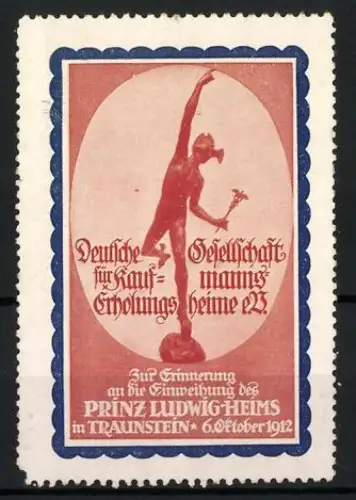 Deutsche Gesellschaft
für Kauf= manns=
Erholungs heime e.V.
Zur Erinnerung
an die Einweihung des
PRINZ LUDWIG-HEIMS
in TRAUNSTEIN * 6. Oktober 1912